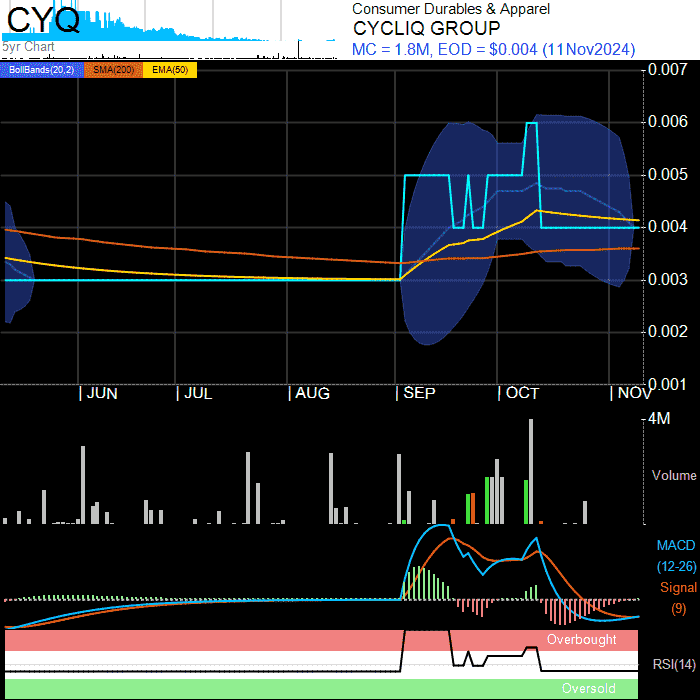 CYQ
5yr Chart
Consumer Durables & Apparel
CYCLIQ GROUP
MC = 1.8M, EOD = $0.004 (11Nov2024)
BollBands(20,2) SMA(200) EMA(50)
0.007
0.006
0.005
0.004
0.003
0.002
0.001
JUN JUL AUG SEP OCT NOV
4M
Volume
MACD
(12-26)
Signal
(9)
Overbought
RSI(14)
Oversold